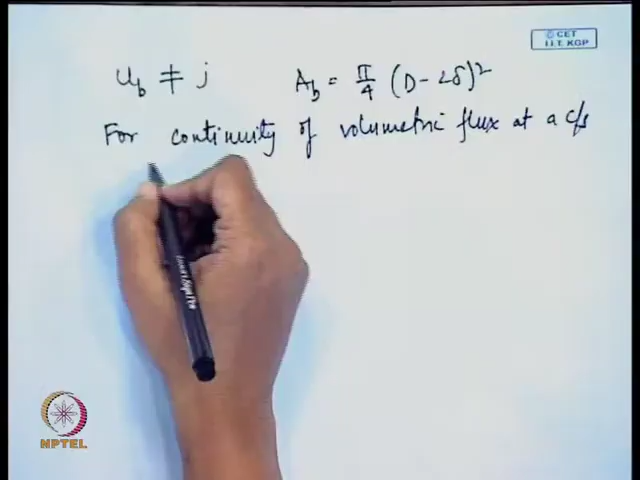 © CET
I.I.T. KGP
u_b ≠ j    A_b = π/4 (D - 2δ)²
For continuity of volumetric flux at a c/s
NPTEL